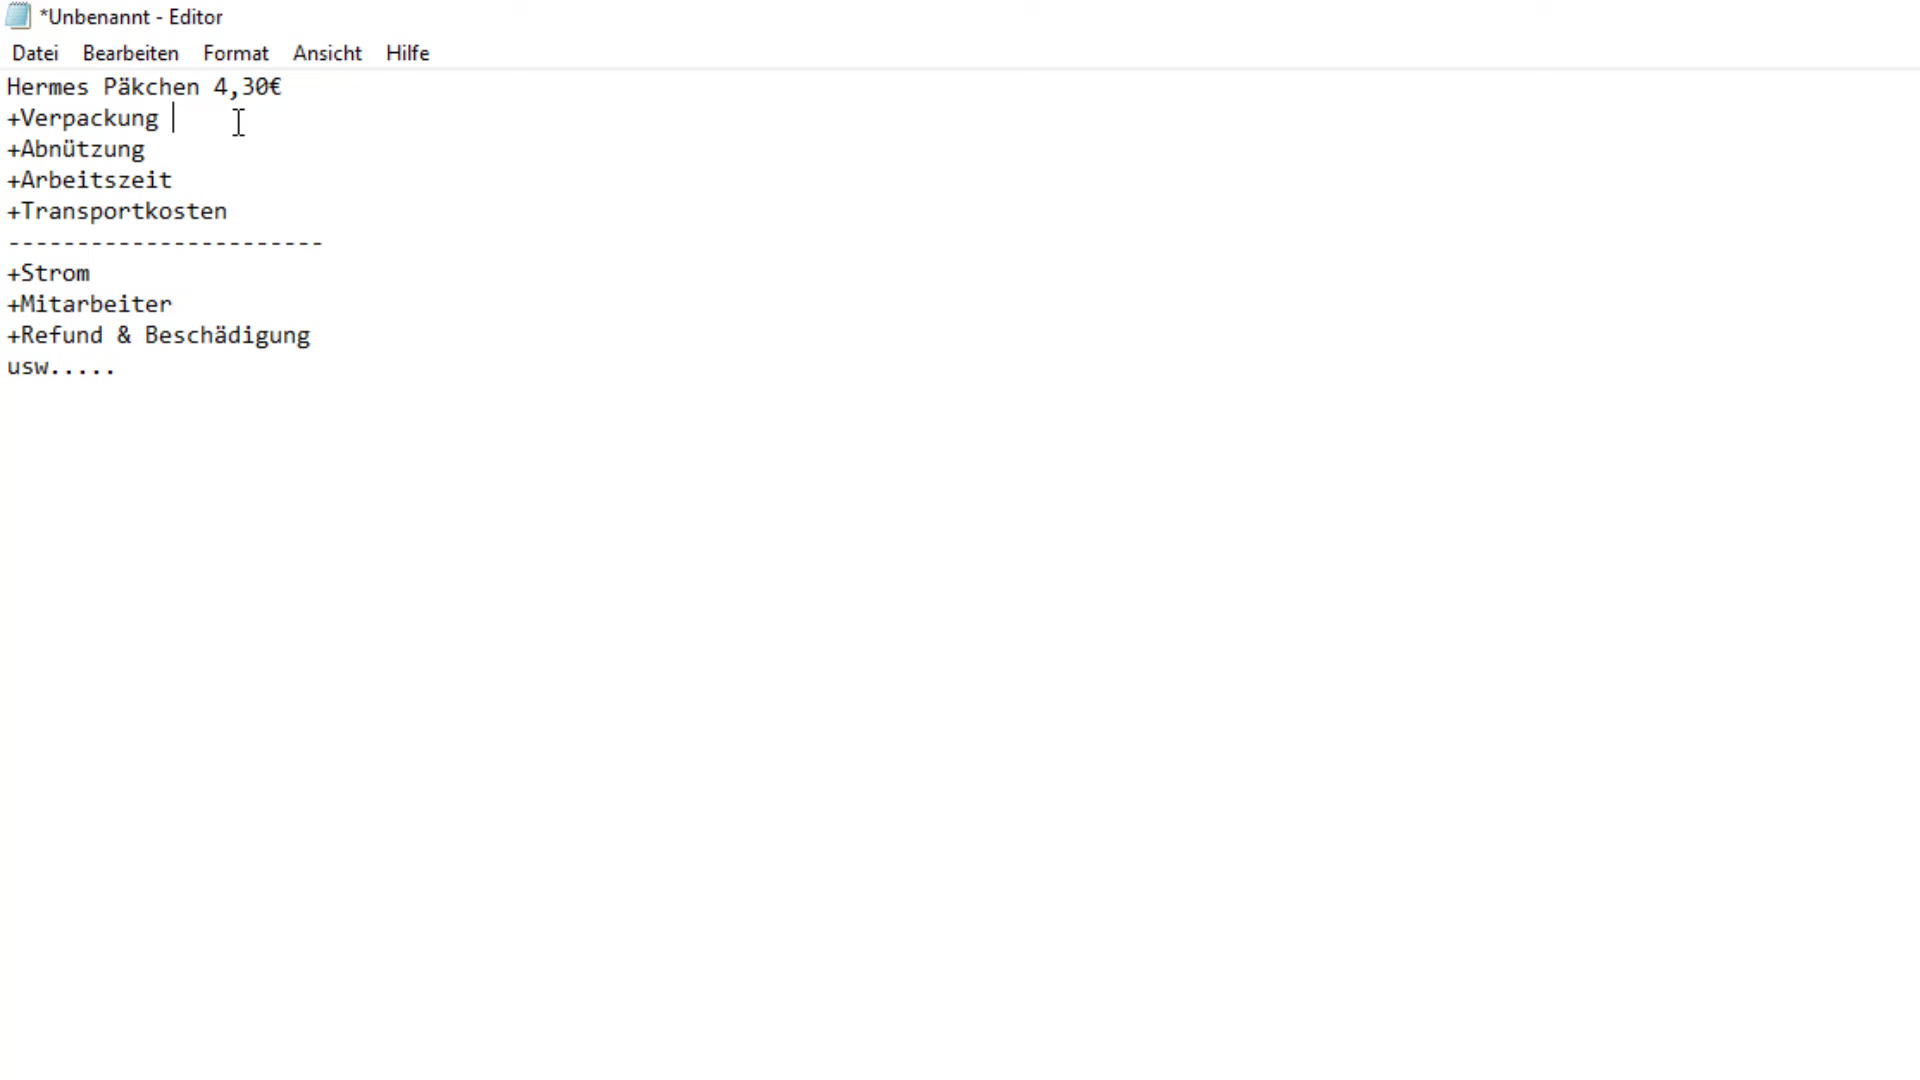 *Unbenannt - Editor
Datei Bearbeiten Format Ansicht Hilfe
Hermes Päkchen 4,30€
+Verpackung
+Abnützung
+Arbeitszeit
+Transportkosten
-----------------------
+Strom
+Mitarbeiter
+Refund & Beschädigung
usw.....